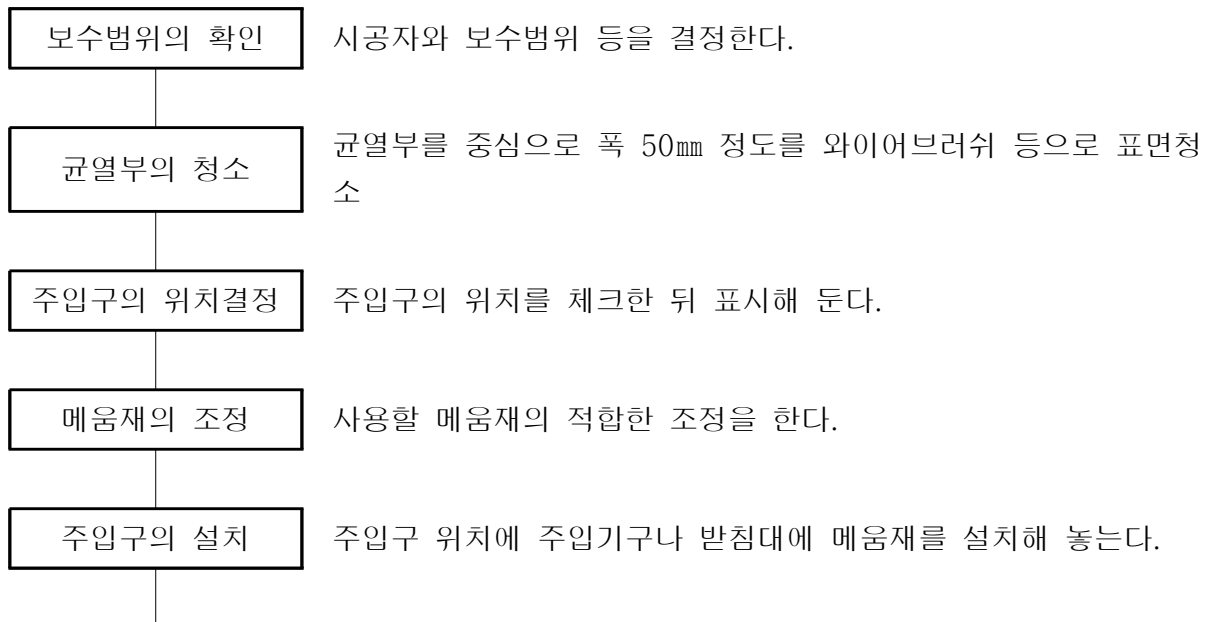 보수범위의 확인
시공자와 보수범위 등을 결정한다.
균열부의 청소
균열부를 중심으로 폭 50㎜ 정도를 와이어브러쉬 등으로 표면청
소
주입구의 위치결정
주입구의 위치를 체크한 뒤 표시해 둔다.
메움재의 조정
사용할 메움재의 적합한 조정을 한다.
주입구의 설치
주입구 위치에 주입기구나 받침대에 메움재를 설치해 놓는다.